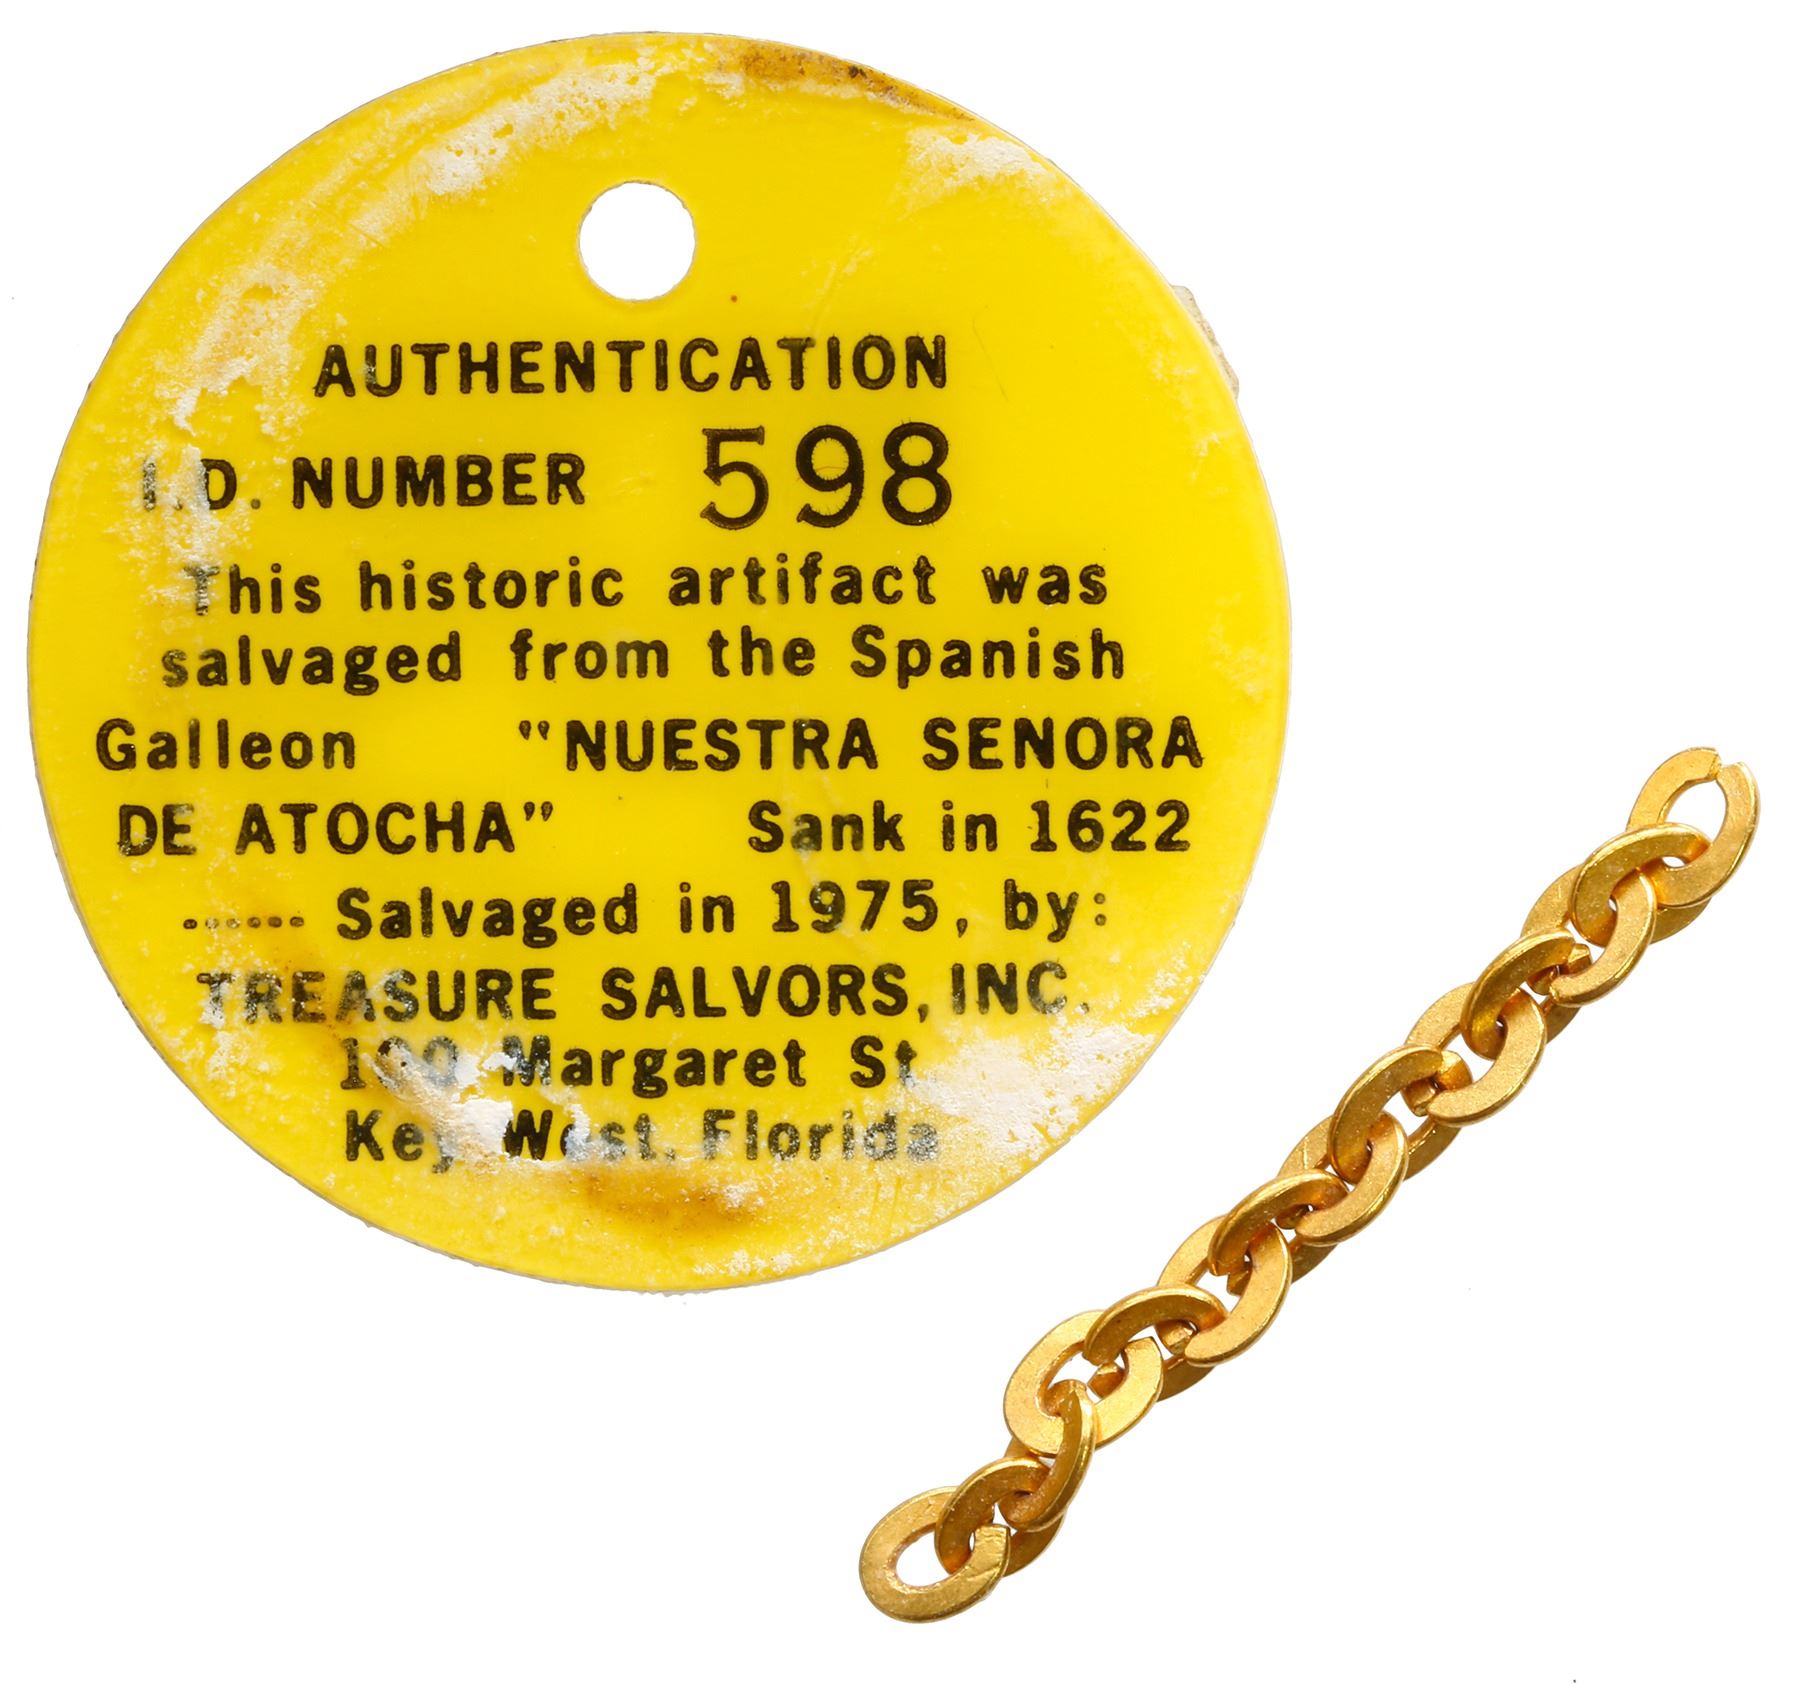 AUTHENTICATION
I.D. NUMBER 598
This historic artifact was
salvaged from the Spanish
Galleon "NUESTRA SENORA
DE ATOCHA" Sank in 1622
...... Salvaged in 1975, by:
TREASURE SALVORS, INC.
Margaret St
Key West, Florida